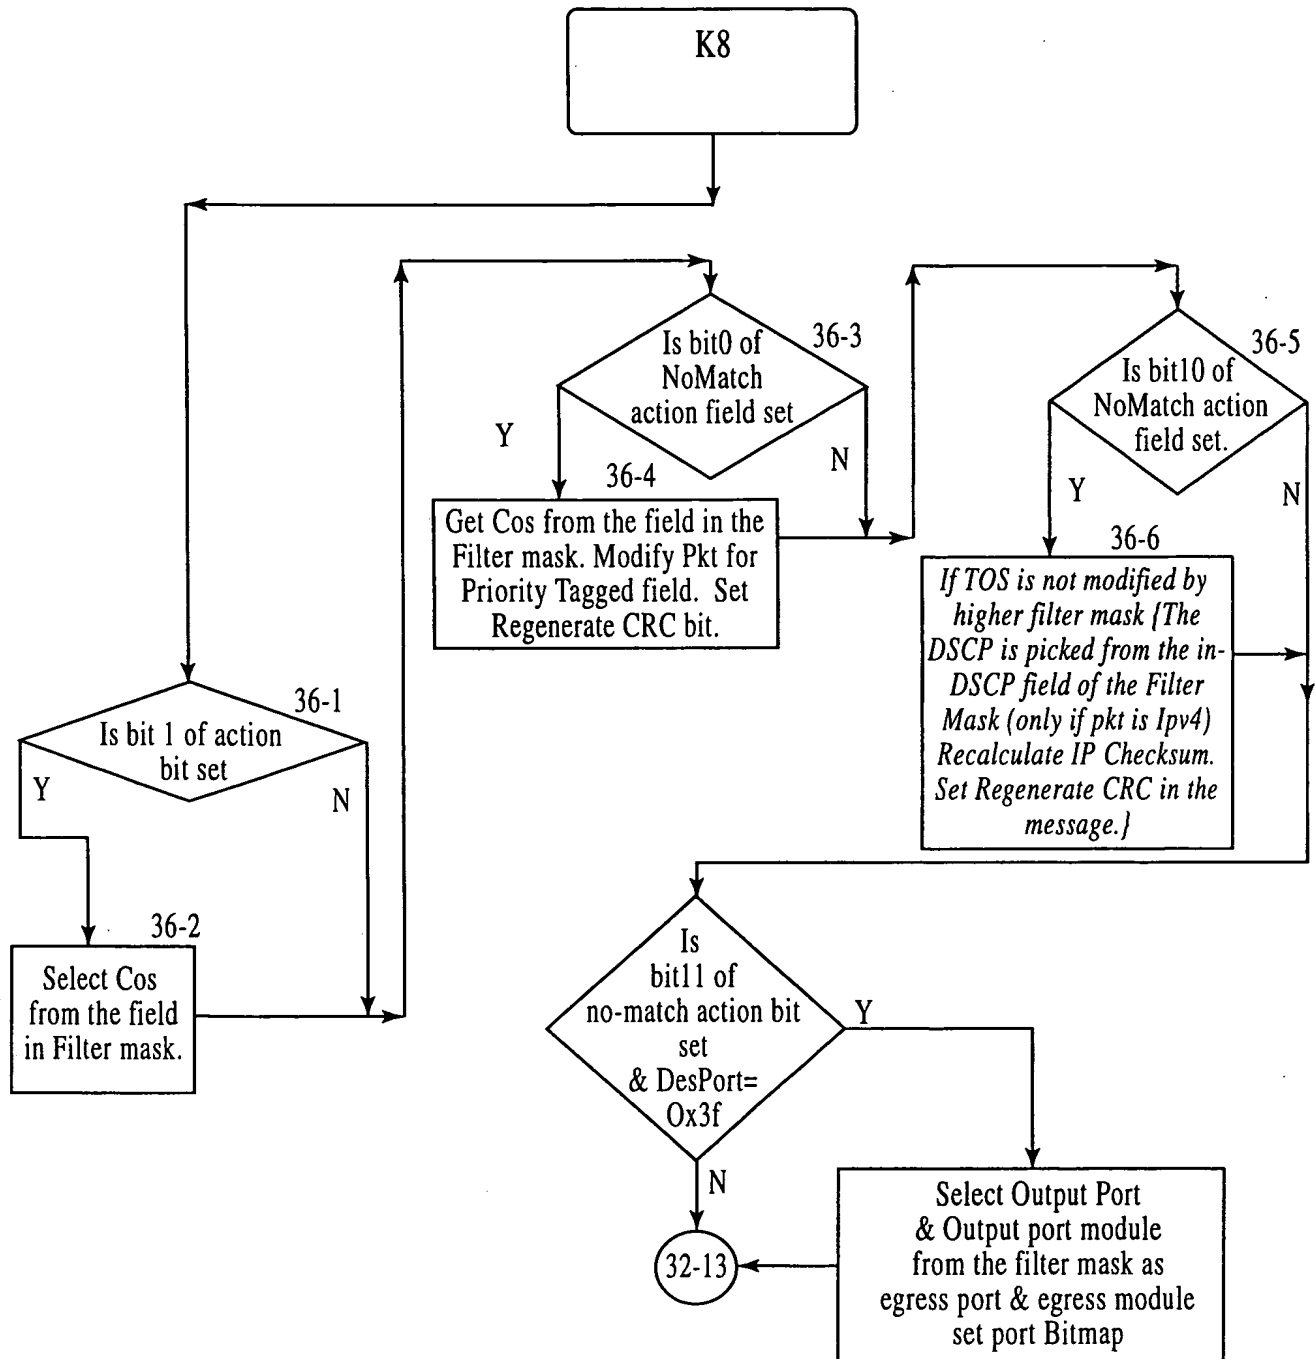 K8
36-1
Is bit 1 of action
bit set
Y
N
36-2
Select Cos
from the field
in Filter mask.
36-3
Is bit0 of
NoMatch
action field set
Y
N
36-4
Get Cos from the field in the
Filter mask. Modify Pkt for
Priority Tagged field. Set
Regenerate CRC bit.
36-5
Is bit10 of
NoMatch action
field set.
Y
N
36-6
If TOS is not modified by
higher filter mask {The
DSCP is picked from the in-
DSCP field of the Filter
Mask (only if pkt is Ipv4)
Recalculate IP Checksum.
Set Regenerate CRC in the
message.}
Is
bit11 of
no-match action bit
set
& DesPort=
Ox3f
Y
N
32-13
Select Output Port
& Output port module
from the filter mask as
egress port & egress module
set port Bitmap